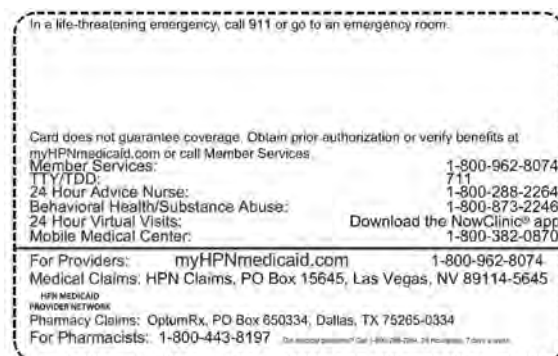 In a life-threatening emergency, call 911 or go to an emergency room.
Card does not guarantee coverage. Obtain prior authorization or verify benefits at
myHPNmedicaid.com or call Member Services.
Member Services: 1-800-962-8074
TTY/TDD: 711
24 Hour Advice Nurse: 1-800-288-2264
Behavioral Health/Substance Abuse: 1-800-873-2246
24 Hour Virtual Visits: Download the NowClinic® app
Mobile Medical Center: 1-800-382-0870
For Providers: myHPNmedicaid.com 1-800-962-8074
Medical Claims: HPN Claims, PO Box 15645, Las Vegas, NV 89114-5645
HPN MEDICAID
PROVIDER NETWORK
Pharmacy Claims: OptumRx, PO Box 650334, Dallas, TX 75265-0334
For Pharmacists: 1-800-443-8197